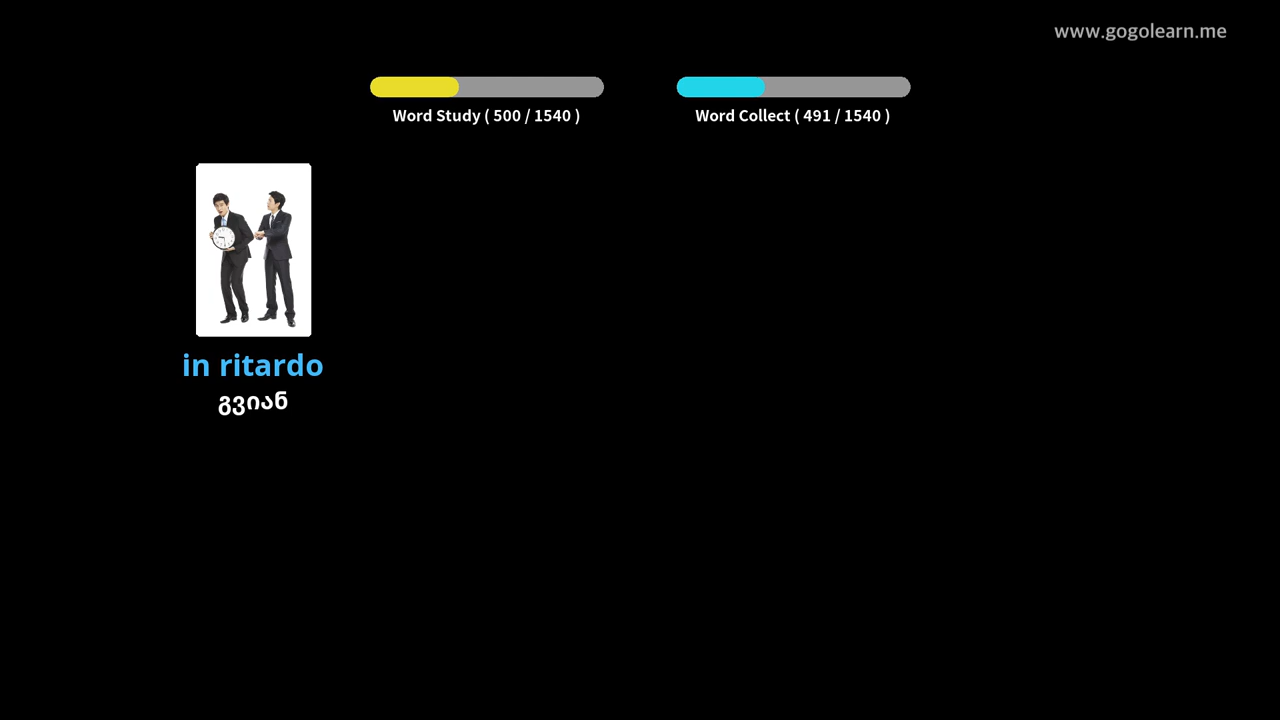 www.gogolearn.me
Word Study ( 500 / 1540 )
Word Collect ( 491 / 1540 )
in ritardo
გვიან